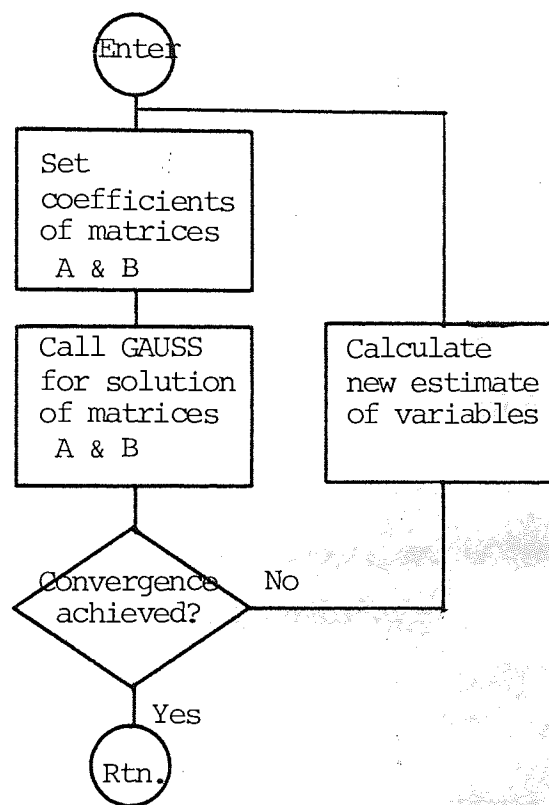 Enter
Set
coefficients
of matrices
A & B
Call GAUSS
for solution
of matrices
A & B
Calculate
new estimate
of variables
Convergence
achieved?
No
Yes
Rtn.